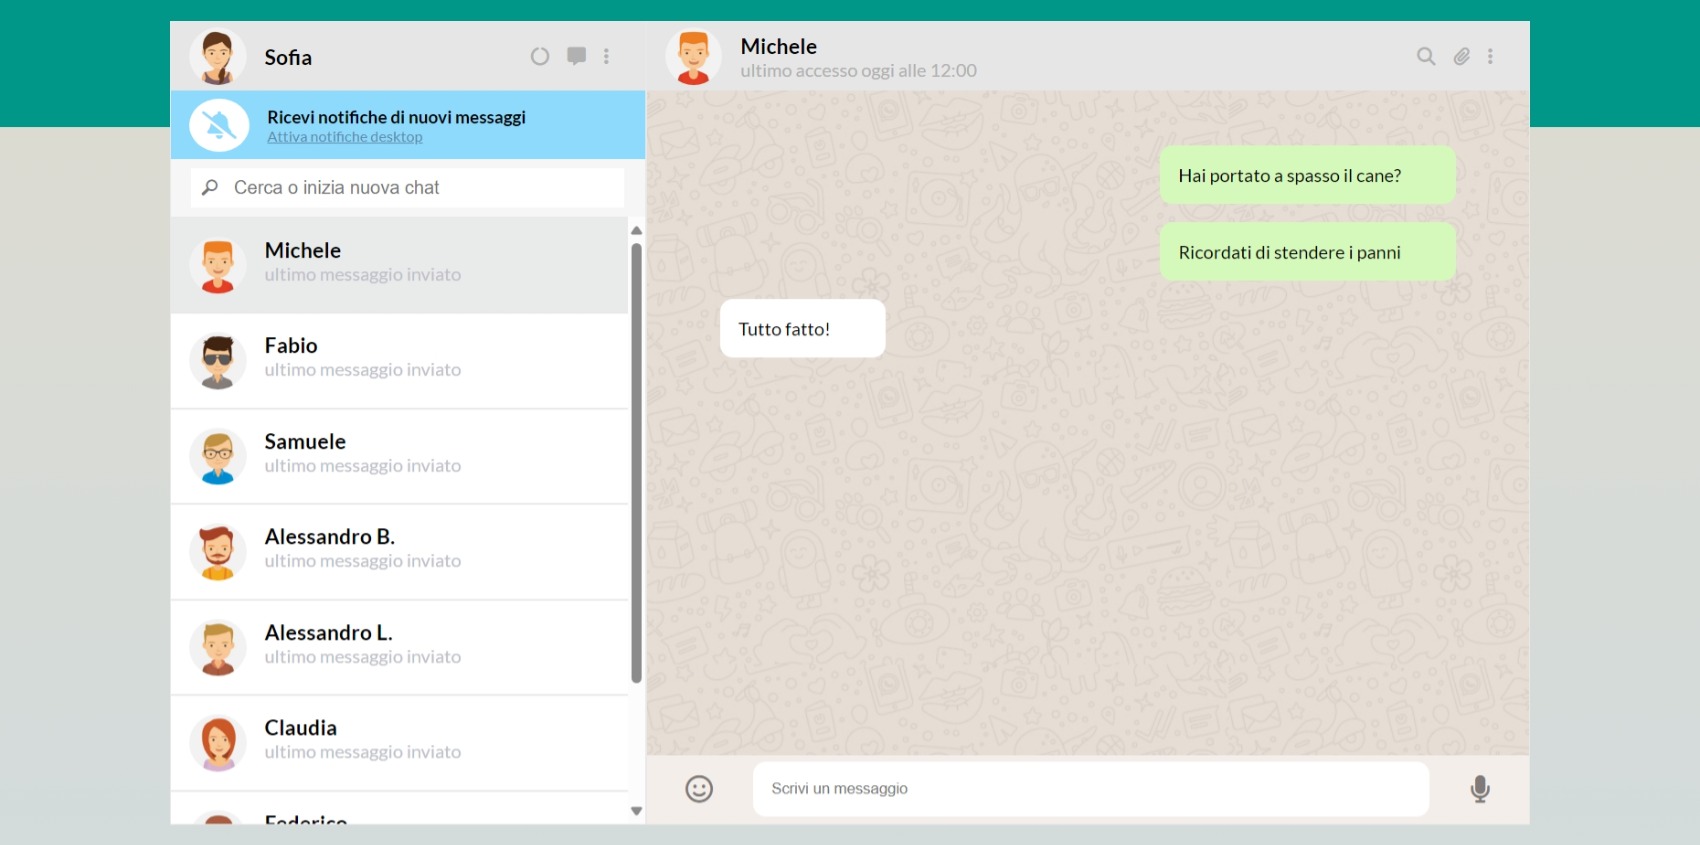 Sofia
Ricevi notifiche di nuovi messaggi
Attiva notifiche desktop
Cerca o inizia nuova chat
Michele
ultimo messaggio inviato
Fabio
ultimo messaggio inviato
Samuele
ultimo messaggio inviato
Alessandro B.
ultimo messaggio inviato
Alessandro L.
ultimo messaggio inviato
Claudia
ultimo messaggio inviato
Federico
Michele
ultimo accesso oggi alle 12:00
Hai portato a spasso il cane?
Ricordati di stendere i panni
Tutto fatto!
Scrivi un messaggio